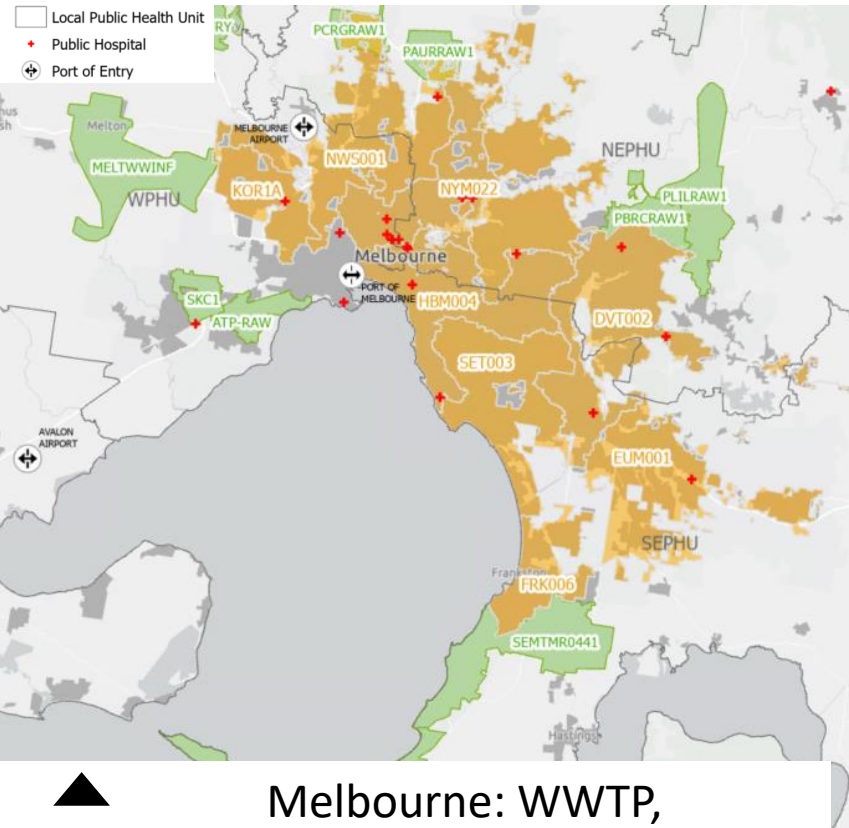 Local Public Health Unit
Public Hospital
Port of Entry
RY
PCRGRAW1
PAURRAW1
Melton
MELBOURNE
AIRPORT
MELTWWINF
WPHU
NWS001
KOR1A
NYM022
NEPHU
PLILRAW1
PBRCRAW1
Melbourne
PORT OF
MELBOURNE
HBM004
SKC1
ATP-RAW
DVT002
SET003
AVALON
AIRPORT
EUM001
SEPHU
Frankston
FRK006
SEMTMR0441
Hastings
Melbourne: WWTP,